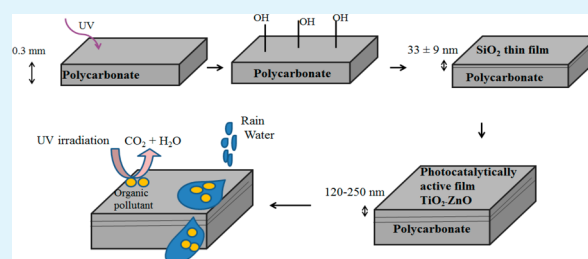 UV
0.3 mm
Polycarbonate
OH
OH
OH
Polycarbonate
33 ± 9 nm
SiO₂ thin film
Polycarbonate
UV irradiation
CO₂ + H₂O
Rain
Water
Organic
pollutant
120-250 nm
Photocatalytically
active film
TiO₂-ZnO
Polycarbonate